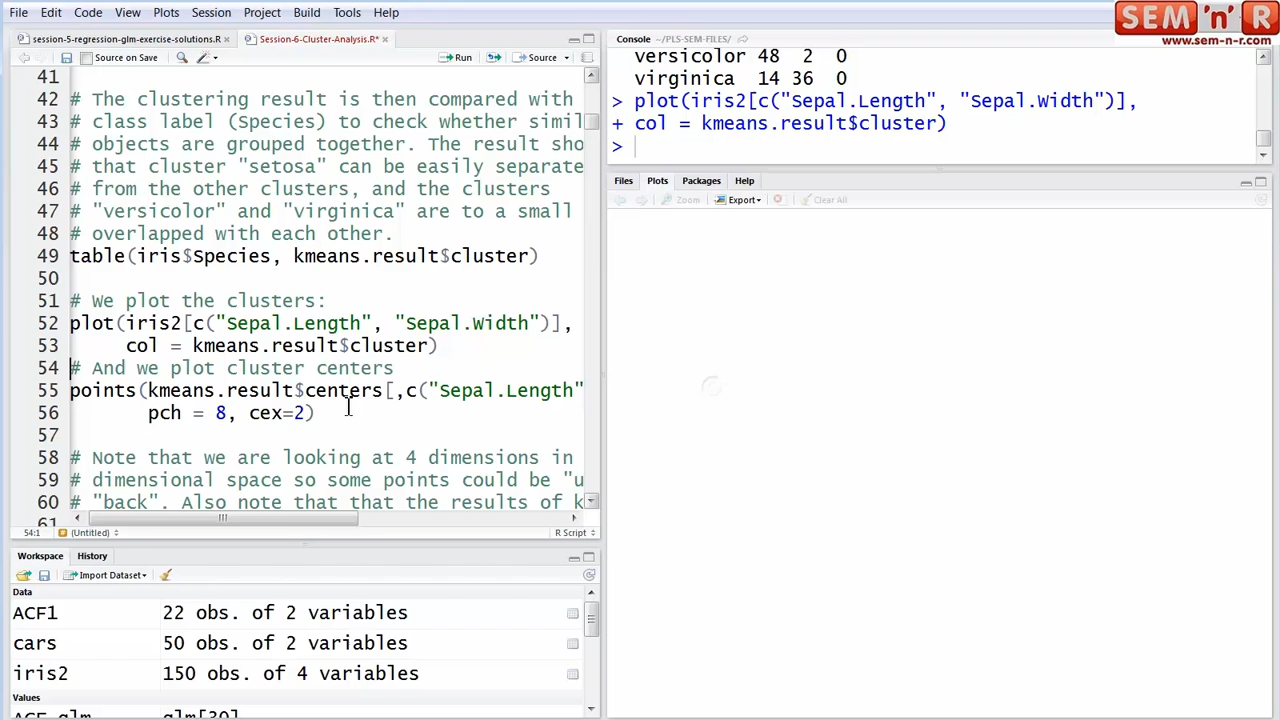 File Edit Code View Plots Session Project Build Tools Help
SEM 'n' R
www.sem-n-r.com
session-5-regression-glm-exercise-solutions.R Session-6-Cluster-Analysis.R*
Source on Save Run Source
41
42 # The clustering result is then compared with
43 # class label (Species) to check whether simil
44 # objects are grouped together. The result sho
45 # that cluster "setosa" can be easily separate
46 # from the other clusters, and the clusters
47 # "versicolor" and "virginica" are to a small
48 # overlapped with each other.
49 table(iris$Species, kmeans.result$cluster)
50
51 # We plot the clusters:
52 plot(iris2[c("Sepal.Length", "Sepal.Width")],
53 col = kmeans.result$cluster)
54 # And we plot cluster centers
55 points(kmeans.result$centers[,c("Sepal.Length"
56 pch = 8, cex=2)
57
58 # Note that we are looking at 4 dimensions in
59 # dimensional space so some points could be "u
60 # "back". Also note that that the results of k
61
54:1 (Untitled) R Script
Workspace History
Import Dataset
Data
ACF1 22 obs. of 2 variables
cars 50 obs. of 2 variables
iris2 150 obs. of 4 variables
Values
ACF glm glm[30]
Console ~/PLS-SEM-FILES/
versicolor 48 2 0
virginica 14 36 0
> plot(iris2[c("Sepal.Length", "Sepal.Width")],
+ col = kmeans.result$cluster)
>
Files Plots Packages Help
Zoom Export Clear All